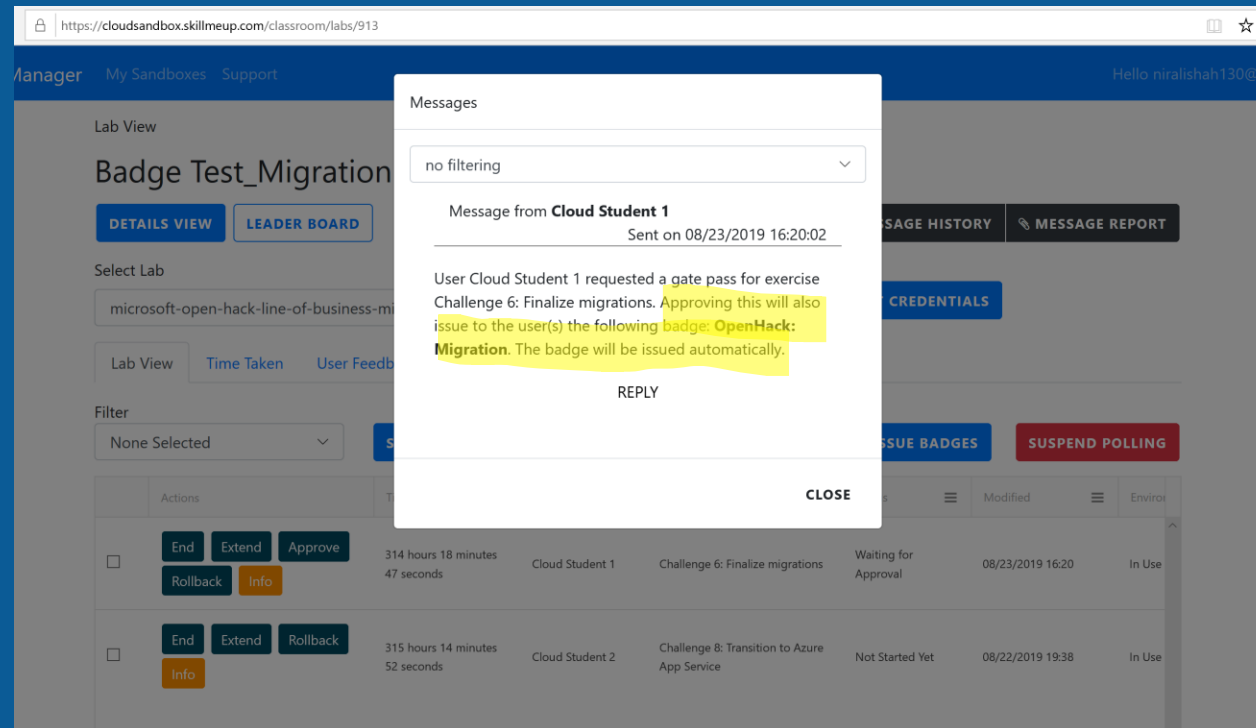 https://cloudsandbox.skillmeup.com/classroom/labs/913
Manager My Sandboxes Support Hello niralishah130@
Lab View
Badge Test_Migration
DETAILS VIEW LEADER BOARD
Select Lab
microsoft-open-hack-line-of-business-mi
Lab View Time Taken User Feedb
Filter
None Selected
Messages
no filtering
Message from Cloud Student 1
Sent on 08/23/2019 16:20:02
User Cloud Student 1 requested a gate pass for exercise
Challenge 6: Finalize migrations. Approving this will also
issue to the user(s) the following badge: OpenHack:
Migration. The badge will be issued automatically.
REPLY
CLOSE
SSAGE HISTORY MESSAGE REPORT
CREDENTIALS
SSUE BADGES SUSPEND POLLING
Actions Modified Enviro
End Extend Approve
Rollback Info
314 hours 18 minutes
47 seconds
Cloud Student 1
Challenge 6: Finalize migrations
Waiting for
Approval
08/23/2019 16:20
In Use
End Extend Rollback
Info
315 hours 14 minutes
52 seconds
Cloud Student 2
Challenge 8: Transition to Azure
App Service
Not Started Yet
08/22/2019 19:38
In Use